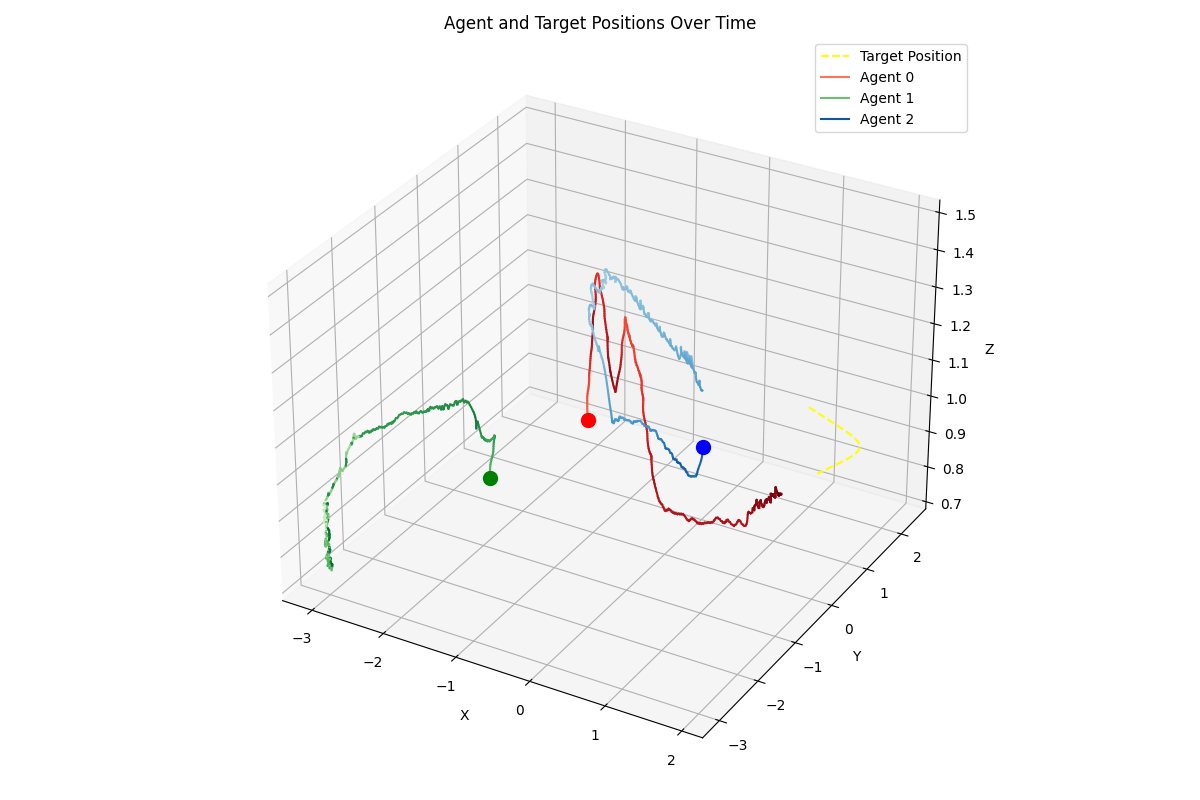 Agent and Target Positions Over Time
Target Position
Agent 0
Agent 1
Agent 2
1.5
1.4
1.3
1.2
1.1
1.0
0.9
0.8
0.7
Z
2
1
0
−1
−2
−3
Y
−3
−2
−1
0
1
2
X